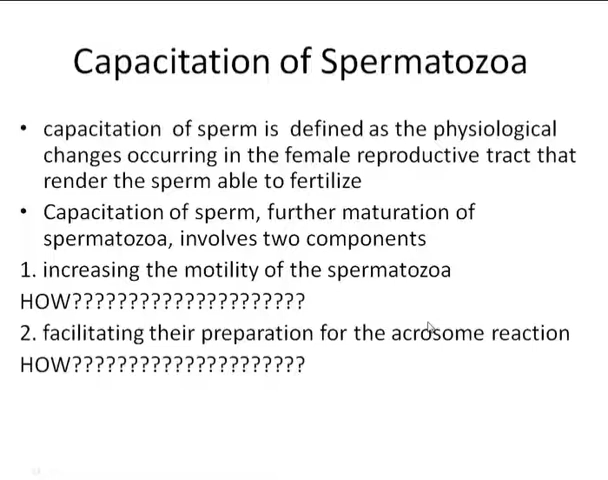 Capacitation of Spermatozoa
• capacitation of sperm is defined as the physiological
changes occurring in the female reproductive tract that
render the sperm able to fertilize
• Capacitation of sperm, further maturation of
spermatozoa, involves two components
1. increasing the motility of the spermatozoa
HOW?????????????????????
2. facilitating their preparation for the acrosome reaction
HOW?????????????????????